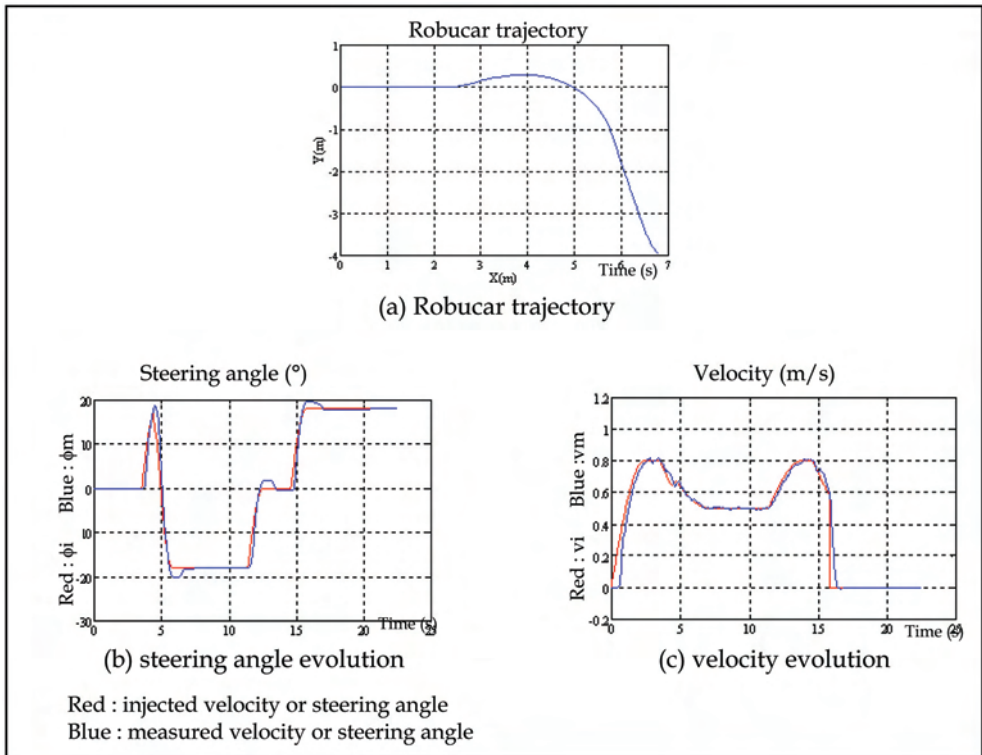 Robucar trajectory
1
0
-1
-2
-3
-4
Y(m)
0 1 2 3 4 5 6 7
X(m)
Time (s)
(a) Robucar trajectory
Steering angle (°)
20
10
0
10
-20
-30
Red : ϕi Blue : ϕm
0 5 10 15 20 25
Time (s)
(b) steering angle evolution
Velocity (m/s)
1.2
1
0.8
0.6
0.4
0.2
0
-0.2
Red : vi Blue :vm
0 5 10 15 20 25
Time (s)
(c) velocity evolution
Red : injected velocity or steering angle
Blue : measured velocity or steering angle